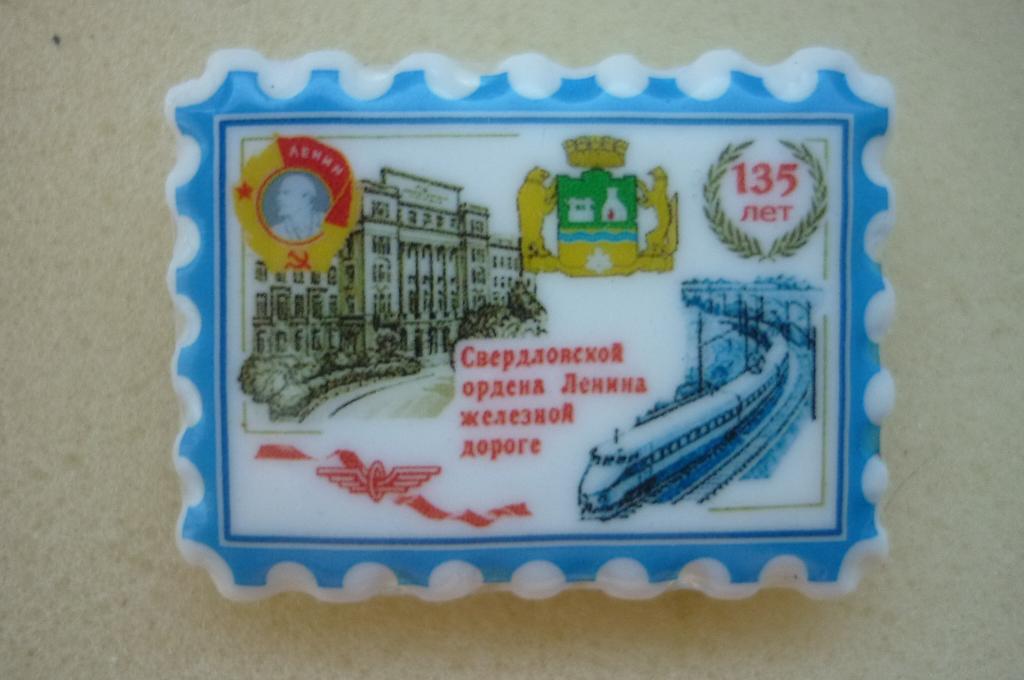 ЛЕНИН
135
лет
Свердловской
ордена Ленина
железной
дороге